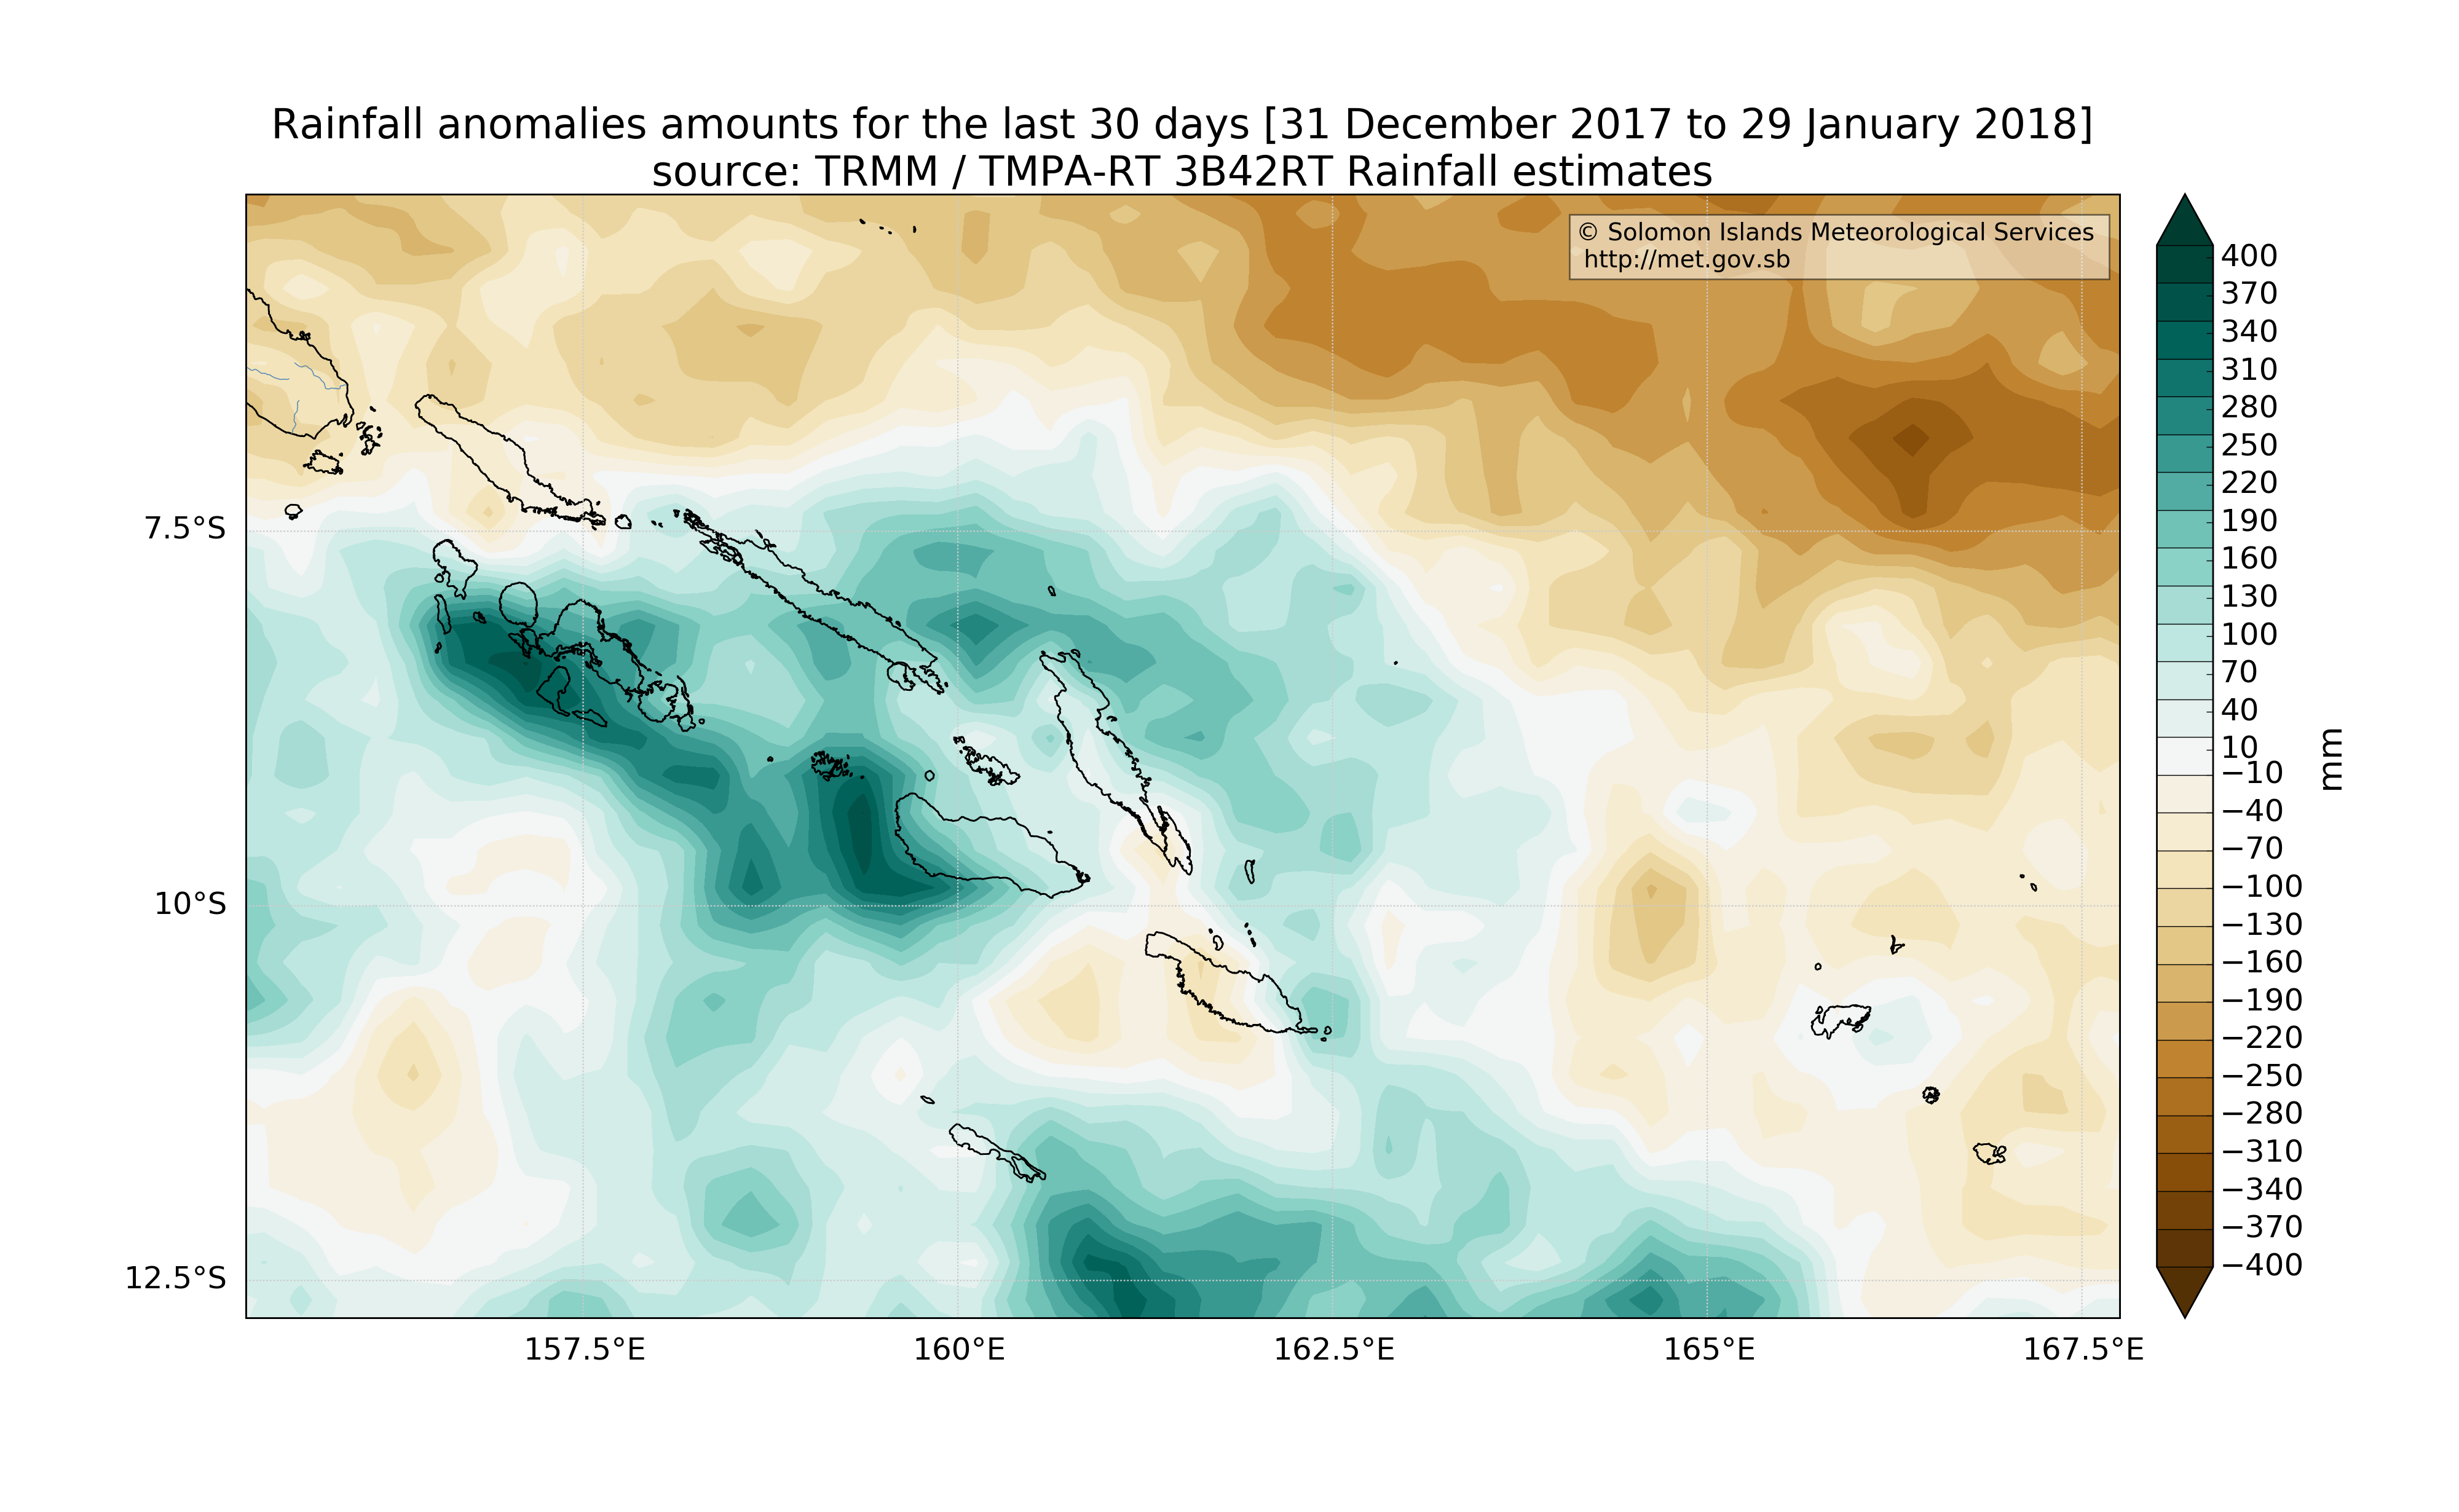 Rainfall anomalies amounts for the last 30 days [31 December 2017 to 29 January 2018]
source: TRMM / TMPA-RT 3B42RT Rainfall estimates
© Solomon Islands Meteorological Services
http://met.gov.sb
7.5°S
10°S
12.5°S
157.5°E
160°E
162.5°E
165°E
167.5°E
400
370
340
310
280
250
220
190
160
130
100
70
40
10
−10
−40
−70
−100
−130
−160
−190
−220
−250
−280
−310
−340
−370
−400
mm